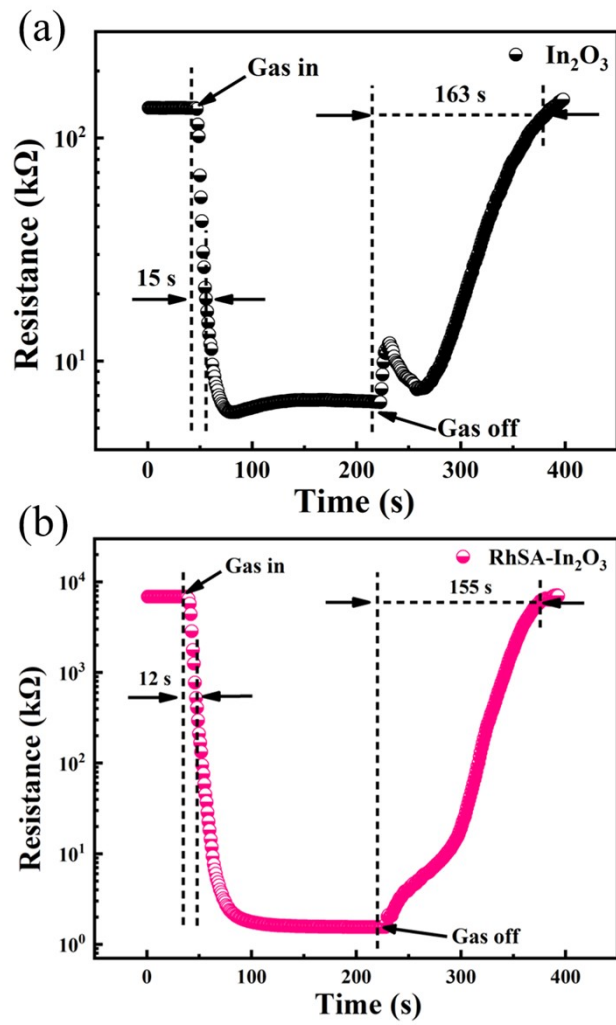 (a)
In₂O₃
Gas in
163 s
10²
15 s
10¹
Gas off
Resistance (kΩ)
0 100 200 300 400
Time (s)
(b)
RhSA-In₂O₃
Gas in
10⁴
155 s
10³
12 s
10²
10¹
10⁰
Gas off
Resistance (kΩ)
0 100 200 300 400
Time (s)